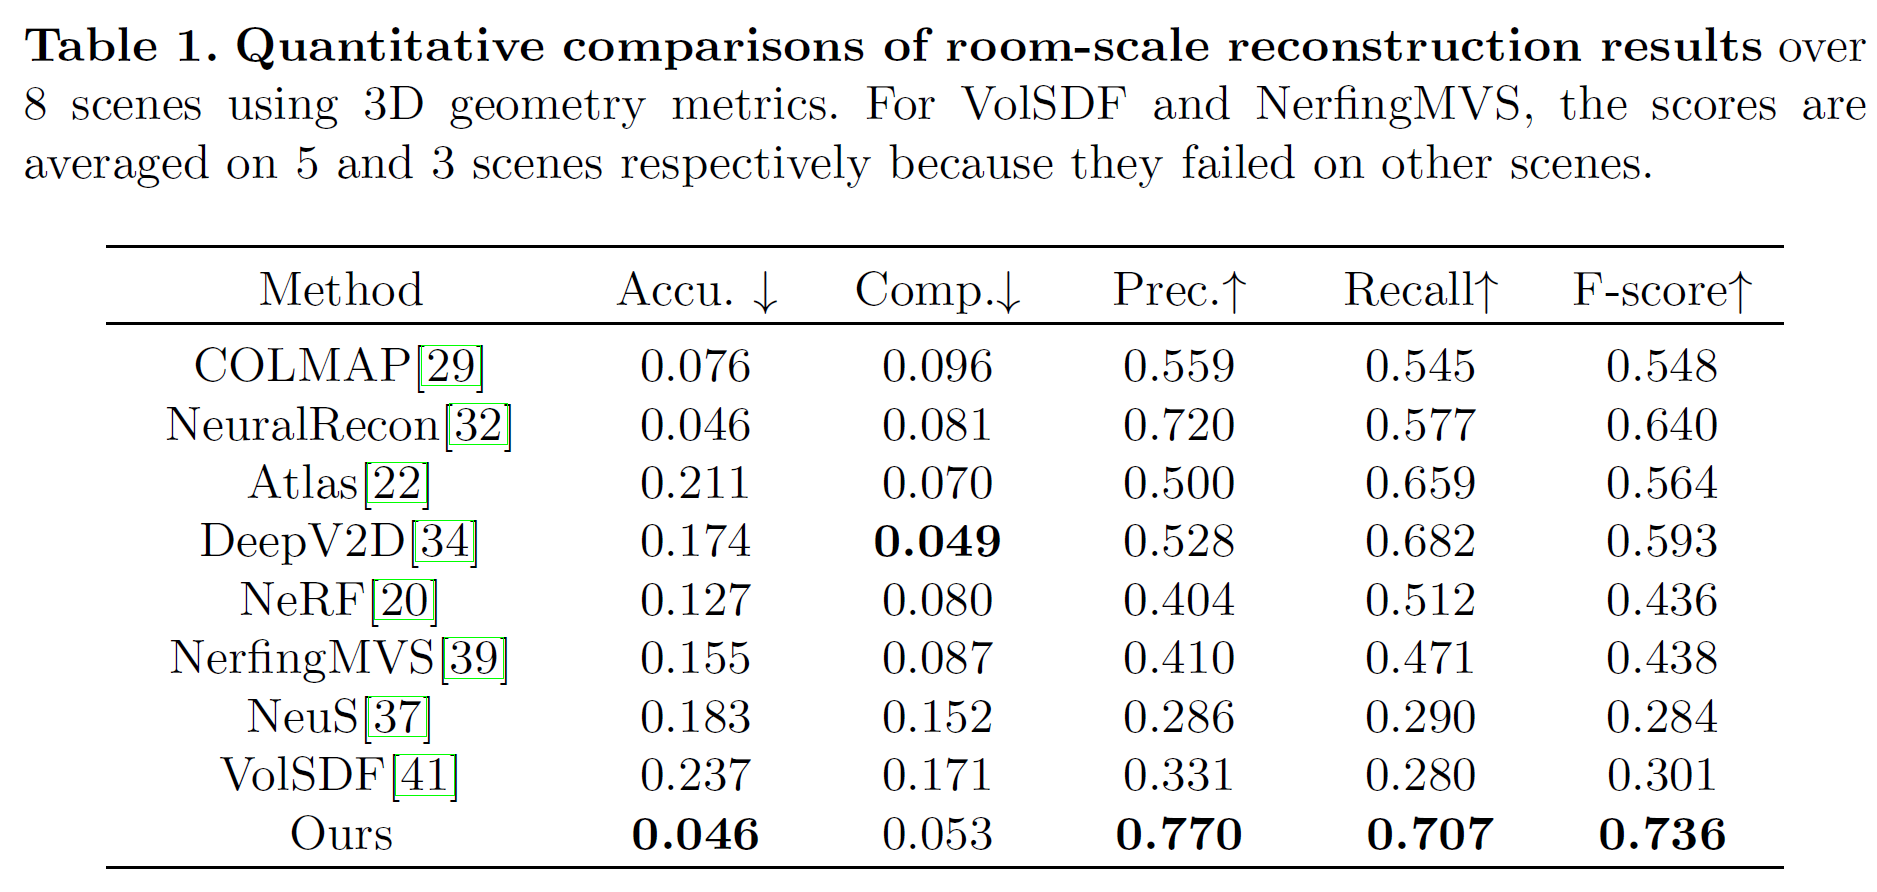 Table 1. Quantitative comparisons of room-scale reconstruction results over
8 scenes using 3D geometry metrics. For VolSDF and NerfingMVS, the scores are
averaged on 5 and 3 scenes respectively because they failed on other scenes.
Method Accu. ↓ Comp.↓ Prec.↑ Recall↑ F-score↑
COLMAP[29] 0.076 0.096 0.559 0.545 0.548
NeuralRecon[32] 0.046 0.081 0.720 0.577 0.640
Atlas[22] 0.211 0.070 0.500 0.659 0.564
DeepV2D[34] 0.174 0.049 0.528 0.682 0.593
NeRF[20] 0.127 0.080 0.404 0.512 0.436
NerfingMVS[39] 0.155 0.087 0.410 0.471 0.438
NeuS[37] 0.183 0.152 0.286 0.290 0.284
VolSDF[41] 0.237 0.171 0.331 0.280 0.301
Ours 0.046 0.053 0.770 0.707 0.736